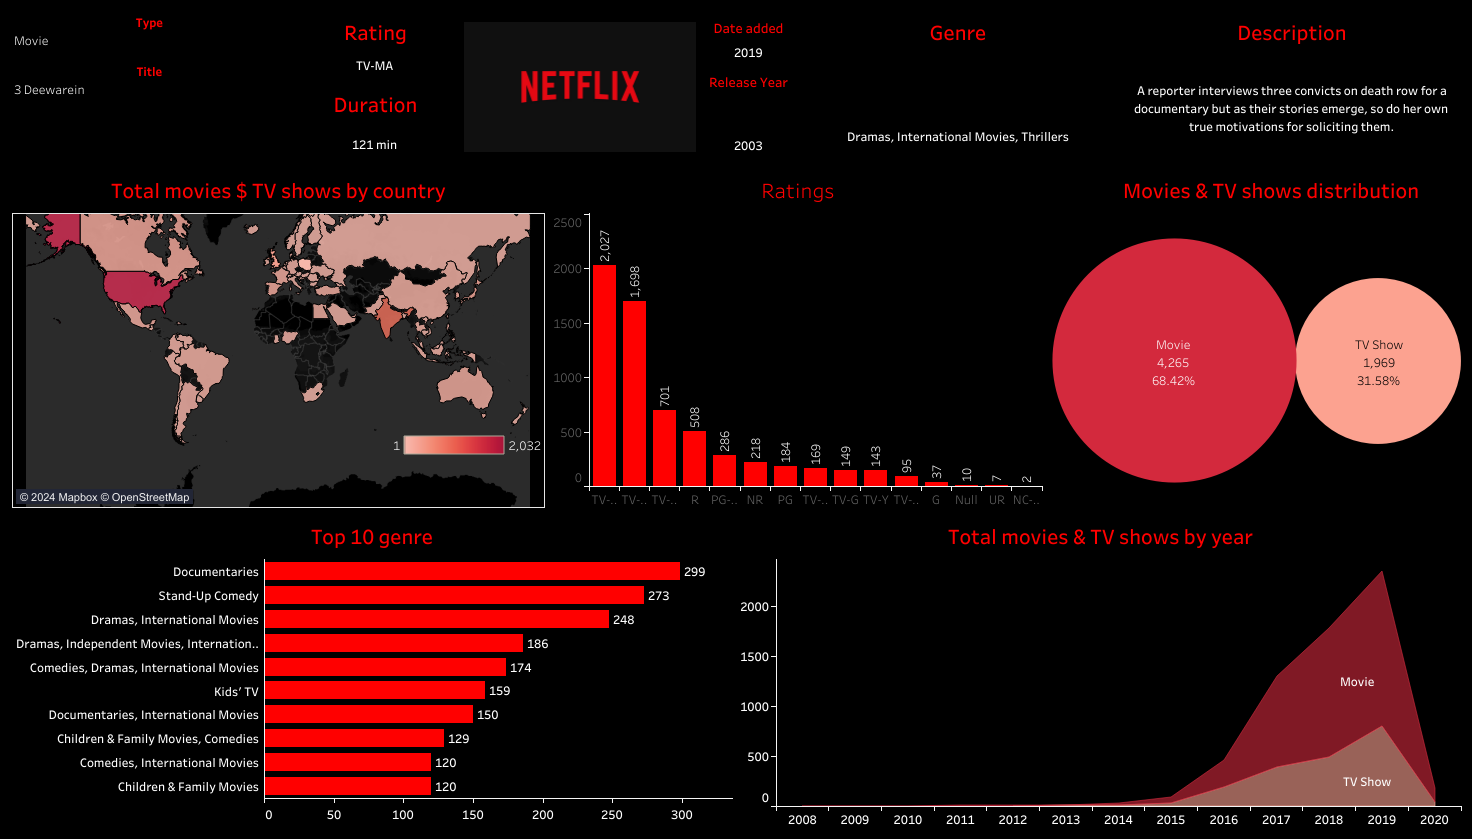 Type
Movie
Title
3 Deewarein
Rating
TV-MA
Duration
121 min
NETFLIX
Date added
2019
Release Year
2003
Genre
Dramas, International Movies, Thrillers
Description
A reporter interviews three convicts on death row for a
documentary but as their stories emerge, so do her own
true motivations for soliciting them.
Total movies $ TV shows by country
1
2,032
© 2024 Mapbox © OpenStreetMap
Ratings
2500
2000
1500
1000
500
0
2,027
1,698
701
508
286
218
184
169
149
143
95
37
10
7
2
TV-.. TV-.. TV-.. R PG-.. NR PG TV-.. TV-G TV-Y TV-.. G Null UR NC-..
Movies & TV shows distribution
Movie
4,265
68.42%
TV Show
1,969
31.58%
Top 10 genre
Documentaries 299
Stand-Up Comedy 273
Dramas, International Movies 248
Dramas, Independent Movies, Internation.. 186
Comedies, Dramas, International Movies 174
Kids' TV 159
Documentaries, International Movies 150
Children & Family Movies, Comedies 129
Comedies, International Movies 120
Children & Family Movies 120
0 50 100 150 200 250 300
Total movies & TV shows by year
2000
1500
1000
500
0
Movie
TV Show
2008 2009 2010 2011 2012 2013 2014 2015 2016 2017 2018 2019 2020